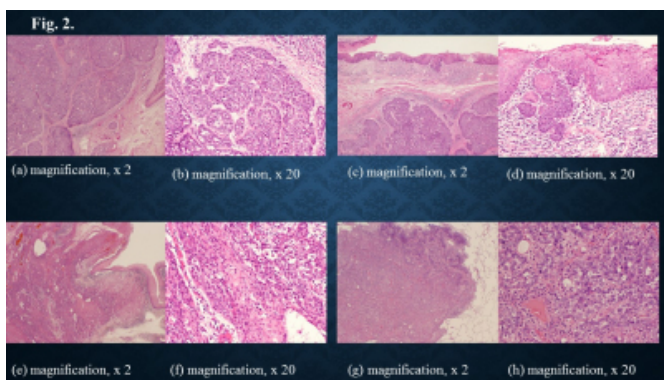 Fig. 2.
(a) magnification, x 2
(b) magnification, x 20
(c) magnification, x 2
(d) magnification, x 20
(e) magnification, x 2
(f) magnification, x 20
(g) magnification, x 2
(h) magnification, x 20